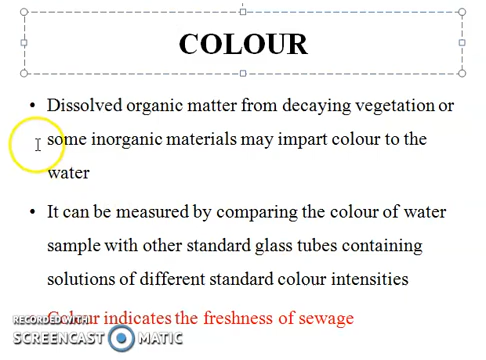 COLOUR
• Dissolved organic matter from decaying vegetation or
some inorganic materials may impart colour to the
water
• It can be measured by comparing the colour of water
sample with other standard glass tubes containing
solutions of different standard colour intensities
Colour indicates the freshness of sewage
RECORDED WITH
SCREENCAST MATIC